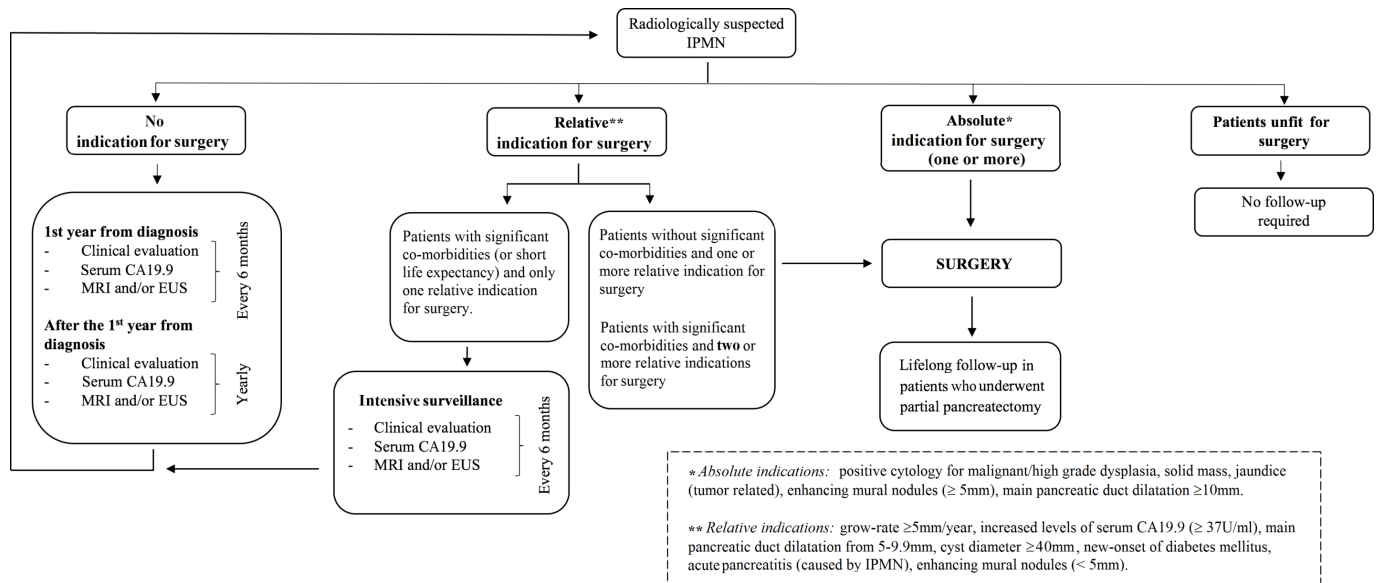 Radiologically suspected
IPMN
No
indication for surgery
Relative**
indication for surgery
Absolute*
indication for surgery
(one or more)
Patients unfit for
surgery
1st year from diagnosis
- Clinical evaluation
- Serum CA19.9
- MRI and/or EUS
Every 6 months
After the 1st year from
diagnosis
- Clinical evaluation
- Serum CA19.9
- MRI and/or EUS
Yearly
Patients with significant
co-morbidities (or short
life expectancy) and only
one relative indication
for surgery.
Patients without significant
co-morbidities and one or
more relative indication for
surgery
Patients with significant
co-morbidities and two or
more relative indications
for surgery
Intensive surveillance
- Clinical evaluation
- Serum CA19.9
- MRI and/or EUS
Every 6 months
SURGERY
Lifelong follow-up in
patients who underwent
partial pancreatectomy
No follow-up
required
* Absolute indications: positive cytology for malignant/high grade dysplasia, solid mass, jaundice
(tumor related), enhancing mural nodules (≥ 5mm), main pancreatic duct dilatation ≥10mm.
** Relative indications: grow-rate ≥5mm/year, increased levels of serum CA19.9 (≥ 37U/ml), main
pancreatic duct dilatation from 5-9.9mm, cyst diameter ≥40mm, new-onset of diabetes mellitus,
acute pancreatitis (caused by IPMN), enhancing mural nodules (< 5mm).